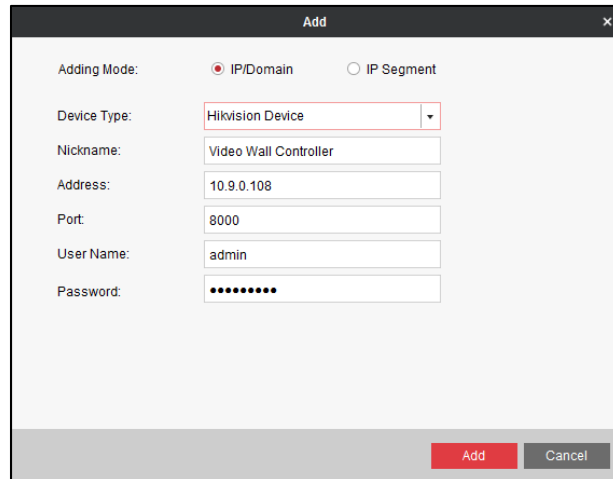 Add
Adding Mode: IP/Domain IP Segment
Device Type: Hikvision Device
Nickname: Video Wall Controller
Address: 10.9.0.108
Port: 8000
User Name: admin
Password: ●●●●●●●●●
Add Cancel